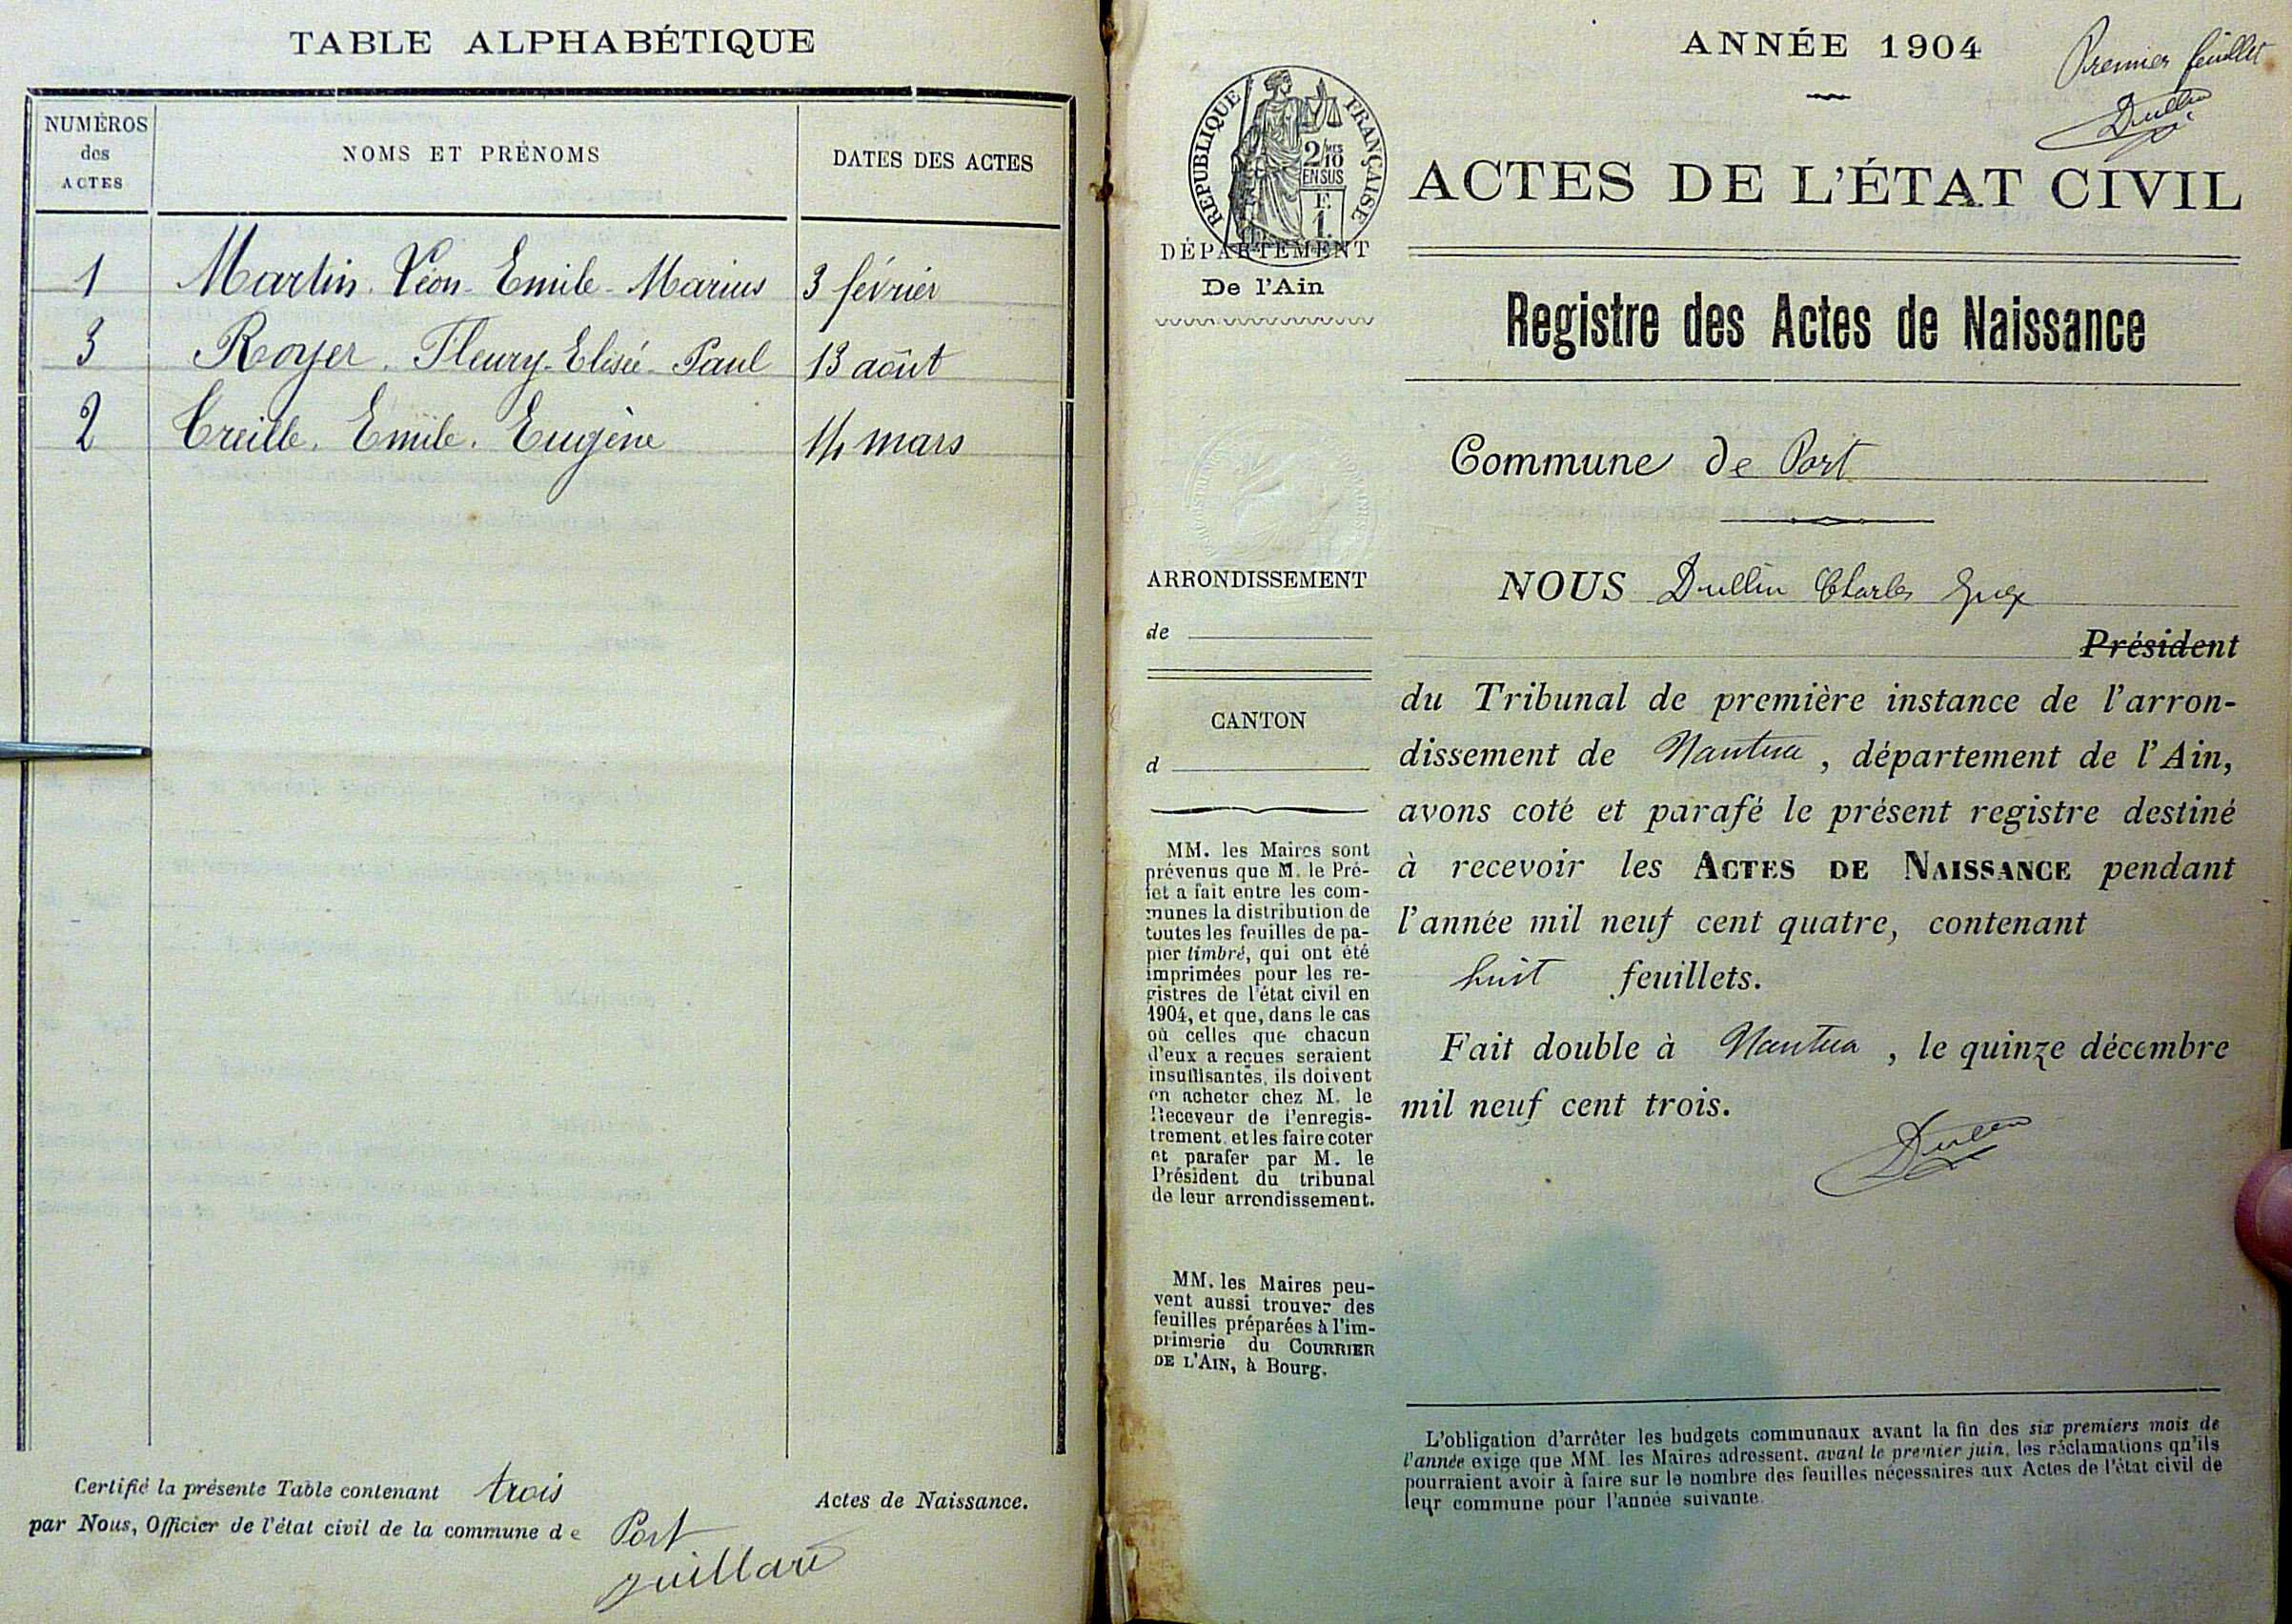 TABLE ALPHABÉTIQUE
NUMÉROS
des
ACTES
NOMS ET PRÉNOMS
DATES DES ACTES
1 Martin Léon Emile Marius 3 février
3 Royer Fleury Elisée Paul 13 août
2 Treille Emile Eugène 14 mars
Certifié la présente Table contenant trois Actes de Naissance.
par Nous, Officier de l'état civil de la commune de Port
ANNÉE 1904
Premier feuillet
Dullin
RÉPUBLIQUE FRANÇAISE
2/10 MES
EN SUS
F.
1.
ACTES DE L'ÉTAT CIVIL
DÉPARTEMENT
De l'Ain
Registre des Actes de Naissance
Commune de Port
ARRONDISSEMENT
de
CANTON
d
MM. les Maires sont
prévenus que M. le Pré-
fet a fait entre les com-
munes la distribution de
toutes les feuilles de pa-
pier timbré, qui ont été
imprimées pour les re-
gistres de l'état civil en
1904, et que, dans le cas
où celles que chacun
d'eux a reçues seraient
insuffisantes, ils doivent
en acheter chez M. le
Receveur de l'enregis-
trement, et les faire coter
et parafer par M. le
Président du tribunal
de leur arrondissement.
MM. les Maires peu-
vent aussi trouver des
feuilles préparées à l'im-
primerie du COURRIER
DE L'AIN, à Bourg.
NOUS Dullin Charles
Président
du Tribunal de première instance de l'arron-
dissement de Nantua, département de l'Ain,
avons coté et parafé le présent registre destiné
à recevoir les ACTES DE NAISSANCE pendant
l'année mil neuf cent quatre, contenant
huit feuillets.
Fait double à Nantua, le quinze décembre
mil neuf cent trois.
Dullin
L'obligation d'arrêter les budgets communaux avant la fin des six premiers mois de
l'année exige que MM. les Maires adressent, avant le premier juin, les réclamations qu'ils
pourraient avoir à faire sur le nombre des feuilles nécessaires aux Actes de l'état civil de
leur commune pour l'année suivante.